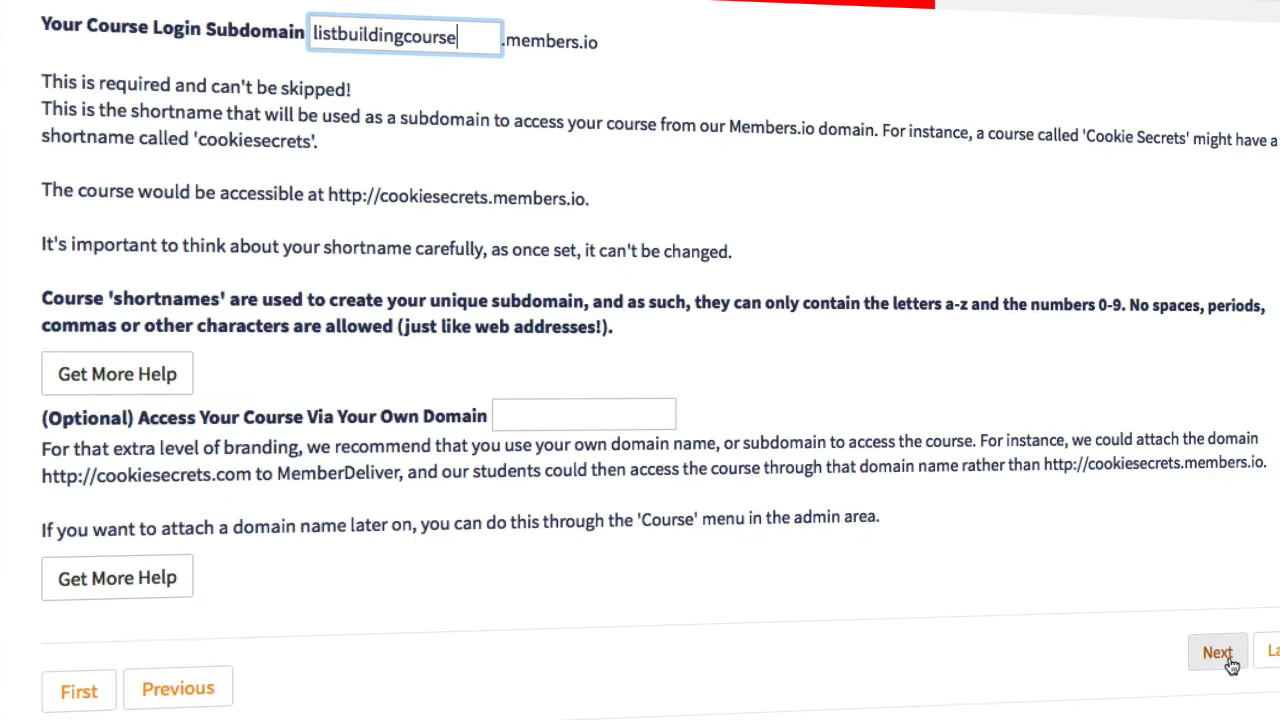 Your Course Login Subdomain listbuildingcourse .members.io
This is required and can't be skipped!
This is the shortname that will be used as a subdomain to access your course from our Members.io domain. For instance, a course called 'Cookie Secrets' might have a
shortname called 'cookiesecrets'.
The course would be accessible at http://cookiesecrets.members.io.
It's important to think about your shortname carefully, as once set, it can't be changed.
Course 'shortnames' are used to create your unique subdomain, and as such, they can only contain the letters a-z and the numbers 0-9. No spaces, periods,
commas or other characters are allowed (just like web addresses!).
Get More Help
(Optional) Access Your Course Via Your Own Domain
For that extra level of branding, we recommend that you use your own domain name, or subdomain to access the course. For instance, we could attach the domain
http://cookiesecrets.com to MemberDeliver, and our students could then access the course through that domain name rather than http://cookiesecrets.members.io.
If you want to attach a domain name later on, you can do this through the 'Course' menu in the admin area.
Get More Help
Next
First Previous